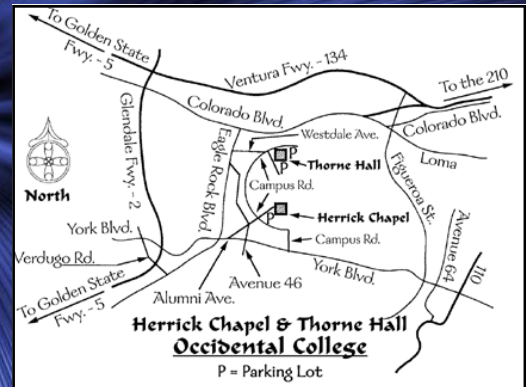 To Golden State
Fwy. - 5
Ventura Fwy. - 134
To the 210
Colorado Blvd.
Colorado Blvd.
Glendale Fwy. - 2
Eagle Rock Blvd.
Westdale Ave.
P
P
Thorne Hall
Loma
Figueroa St.
Campus Rd.
North
P
Herrick Chapel
Campus Rd.
York Blvd.
Verdugo Rd.
Avenue 64
110
York Blvd.
Avenue 46
Alumni Ave.
To Golden State
Fwy. - 5
Herrick Chapel & Thorne Hall
Occidental College
P = Parking Lot